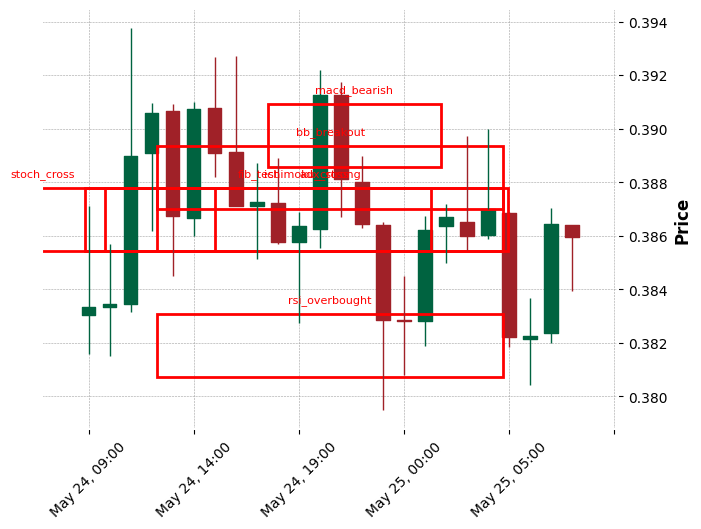 0.394
0.392
macd_bearish
0.390
bb_breakout
stoch_cross
0.388
0.386
Price
0.384
rsi_overbought
0.382
0.380
May 24, 09:00
May 24, 14:00
May 24, 19:00
May 25, 00:00
May 25, 05:00